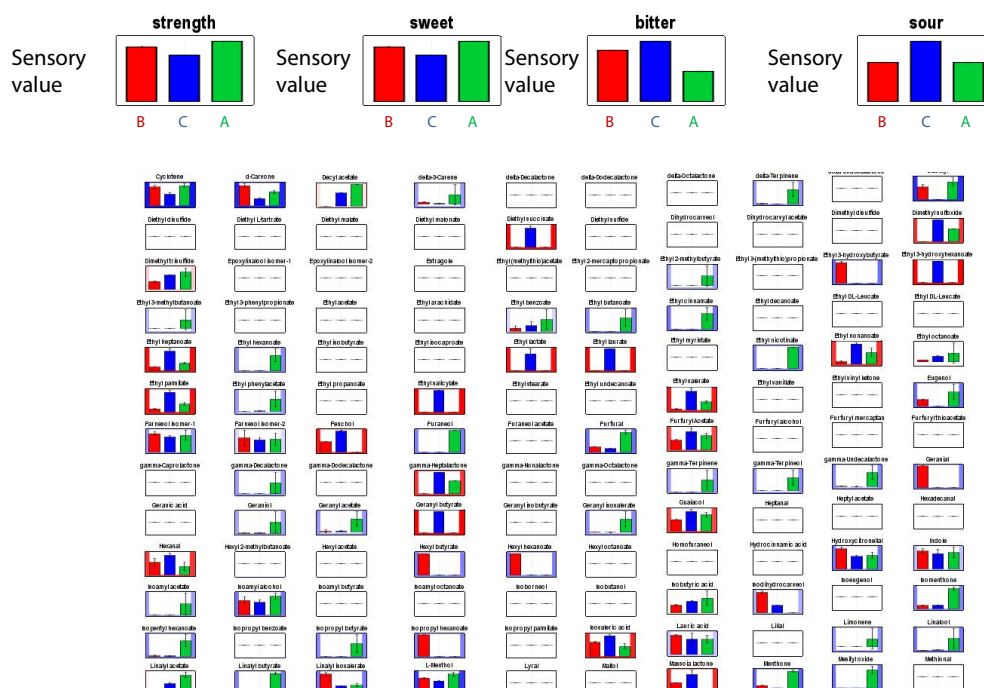 strength sweet bitter sour
Sensory value Sensory value Sensory value Sensory value
B C A B C A B C A B C A
Cyclotene d-Carvone Decyl acetate delta-3-Carene delta-Decalactone delta-Dodecalactone delta-Octalactone delta-Terpinene
Diethyl disulfide Diethyl L-tartrate Diethyl malate Diethyl malonate Diethyl succinate Diethyl sulfide Dihydrocarveol Dihydrocarvyl acetate Dimethyl disulfide Dimethyl sulfoxide
Dimethyl trisulfide Epoxylinalool isomer-1 Epoxylinalool isomer-2 Estragole Ethyl (methylthio)acetate Ethyl 2-mercaptopropionate Ethyl 2-methylbutyrate Ethyl 3-(methylthio)propionate Ethyl 3-hydroxybutyrate Ethyl 3-hydroxyhexanoate
Ethyl 3-methylbutanoate Ethyl 3-phenylpropionate Ethyl acetate Ethyl arachidate Ethyl benzoate Ethyl butanoate Ethyl cinnamate Ethyl decanoate Ethyl DL-Leucate Ethyl DL-Leucate
Ethyl heptanoate Ethyl hexanoate Ethyl isobutyrate Ethyl isocaproate Ethyl lactate Ethyl laurate Ethyl myristate Ethyl nicotinate Ethyl nonanoate Ethyl octanoate
Ethyl palmitate Ethyl phenylacetate Ethyl propanoate Ethyl salicylate Ethyl stearate Ethyl undecanoate Ethyl valerate Ethyl vanillate Ethyl vinyl ketone Eugenol
Farnesol isomer-1 Farnesol isomer-2 Fenchol Furaneol Furaneol acetate Furfural Furfuryl Acetate Furfuryl alcohol Furfuryl mercaptan Furfuryl thioacetate
gamma-Caprolactone gamma-Decalactone gamma-Dodecalactone gamma-Heptalactone gamma-Nonalactone gamma-Octalactone gamma-Terpinene gamma-Terpineol gamma-Undecalactone Geranial
Geranic acid Geraniol Geranyl acetate Geranyl butyrate Geranyl isobutyrate Geranyl isovalerate Guaiacol Heptanal Heptyl acetate Hexadecanal
Hexanal Hexyl 2-methylbutanoate Hexyl acetate Hexyl butyrate Hexyl hexanoate Hexyl octanoate Homofuraneol Hydrocinnamic acid Hydroxycitronellal Indole
Isoamyl acetate Isoamyl alcohol Isoamyl butyrate Isoamyl octanoate Isoborneol Isobutanol Isobutyric acid Isodihydrocarveol Isoeugenol Isomenthone
Isopentyl hexanoate Isopropyl butanoate Isopropyl butyrate Isopropyl hexanoate Isopropyl palmitate Isovaleric acid Lauric acid Lilial Limonene Linalool
Linalyl acetate Linalyl butyrate Linalyl isovalerate L-Menthol Lyral Maltol Massoia lactone Menthone Mesityl oxide Methional